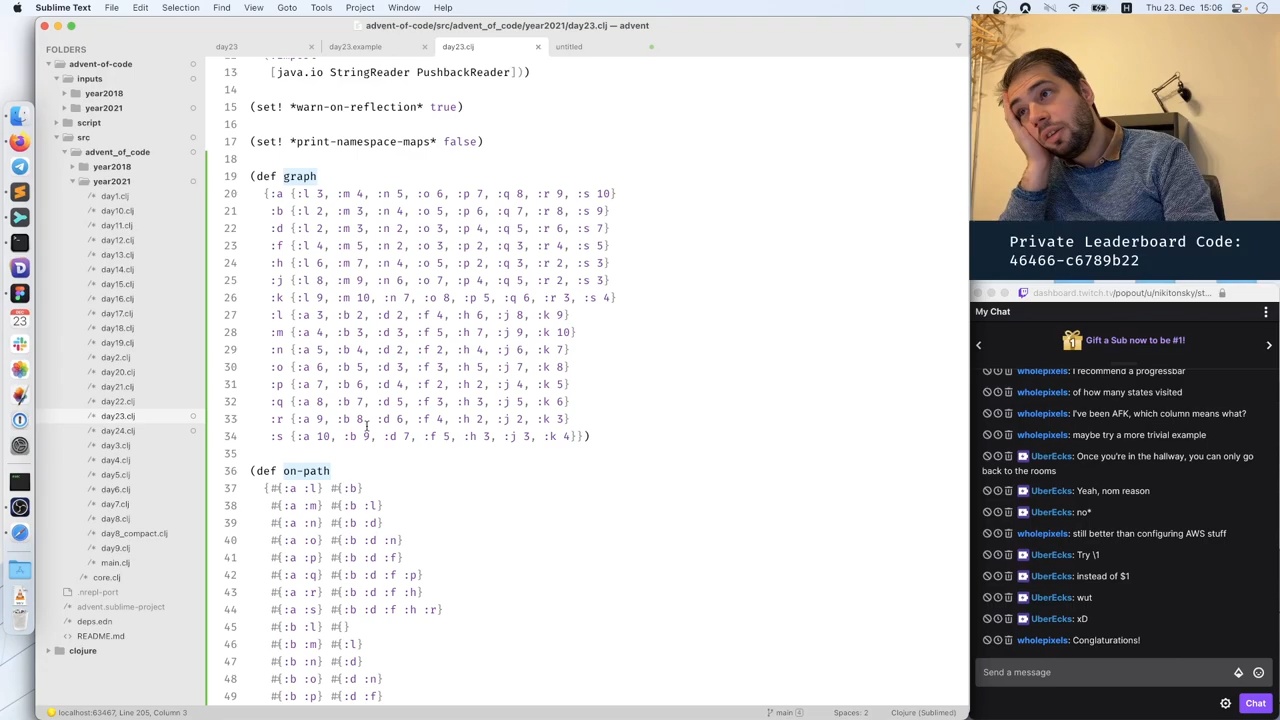 Sublime Text File Edit Selection Find View Goto Tools Project Window Help
Thu 23. Dec 15:06
advent-of-code/src/advent_of_code/year2021/day23.clj — advent
FOLDERS
advent-of-code
inputs
year2018
year2021
script
src
advent_of_code
year2018
year2021
day1.clj
day10.clj
day11.clj
day12.clj
day13.clj
day14.clj
day15.clj
day16.clj
day17.clj
day18.clj
day19.clj
day2.clj
day20.clj
day21.clj
day22.clj
day23.clj
day24.clj
day3.clj
day4.clj
day5.clj
day6.clj
day7.clj
day8.clj
day8_compact.clj
day9.clj
main.clj
core.clj
.nrepl-port
advent.sublime-project
deps.edn
README.md
clojure
day23
day23.example
day23.clj
untitled
13 [java.io StringReader PushbackReader]))
14
15 (set! *warn-on-reflection* true)
16
17 (set! *print-namespace-maps* false)
18
19 (def graph
20 {:a {:l 3, :m 4, :n 5, :o 6, :p 7, :q 8, :r 9, :s 10}
21 :b {:l 2, :m 3, :n 4, :o 5, :p 6, :q 7, :r 8, :s 9}
22 :d {:l 2, :m 3, :n 2, :o 3, :p 4, :q 5, :r 6, :s 7}
23 :f {:l 4, :m 5, :n 2, :o 3, :p 2, :q 3, :r 4, :s 5}
24 :h {:l 6, :m 7, :n 4, :o 5, :p 2, :q 3, :r 2, :s 3}
25 :j {:l 8, :m 9, :n 6, :o 7, :p 4, :q 5, :r 2, :s 3}
26 :k {:l 9, :m 10, :n 7, :o 8, :p 5, :q 6, :r 3, :s 4}
27 :l {:a 3, :b 2, :d 2, :f 4, :h 6, :j 8, :k 9}
28 :m {:a 4, :b 3, :d 3, :f 5, :h 7, :j 9, :k 10}
29 :n {:a 5, :b 4, :d 2, :f 2, :h 4, :j 6, :k 7}
30 :o {:a 6, :b 5, :d 3, :f 3, :h 5, :j 7, :k 8}
31 :p {:a 7, :b 6, :d 4, :f 2, :h 2, :j 4, :k 5}
32 :q {:a 8, :b 7, :d 5, :f 3, :h 3, :j 5, :k 6}
33 :r {:a 9, :b 8, :d 6, :f 4, :h 2, :j 2, :k 3}
34 :s {:a 10, :b 9, :d 7, :f 5, :h 3, :j 3, :k 4}})
35
36 (def on-path
37 {#{:a :l} #{:b}
38 #{:a :m} #{:b :l}
39 #{:a :n} #{:b :d}
40 #{:a :o} #{:b :d :n}
41 #{:a :p} #{:b :d :f}
42 #{:a :q} #{:b :d :f :p}
43 #{:a :r} #{:b :d :f :h}
44 #{:a :s} #{:b :d :f :h :r}
45 #{:b :l} #{}
46 #{:b :m} #{:l}
47 #{:b :n} #{:d}
48 #{:b :o} #{:d :n}
49 #{:b :p} #{:d :f}
localhost:63467, Line 205, Column 3
main 4
Spaces: 2
Clojure (Sublimed)
Private Leaderboard Code:
46466-c6789b22
dashboard.twitch.tv/popout/u/nikitonsky/st...
My Chat
1
Gift a Sub now to be #1!
wholepixels: I recommend a progressbar
wholepixels: of how many states visited
wholepixels: I've been AFK, which column means what?
wholepixels: maybe try a more trivial example
UberEcks: Once you're in the hallway, you can only go
back to the rooms
UberEcks: Yeah, nom reason
UberEcks: no*
wholepixels: still better than configuring AWS stuff
UberEcks: Try \1
UberEcks: instead of $1
UberEcks: wut
UberEcks: xD
wholepixels: Conglaturations!
Send a message
Chat
DEC
23